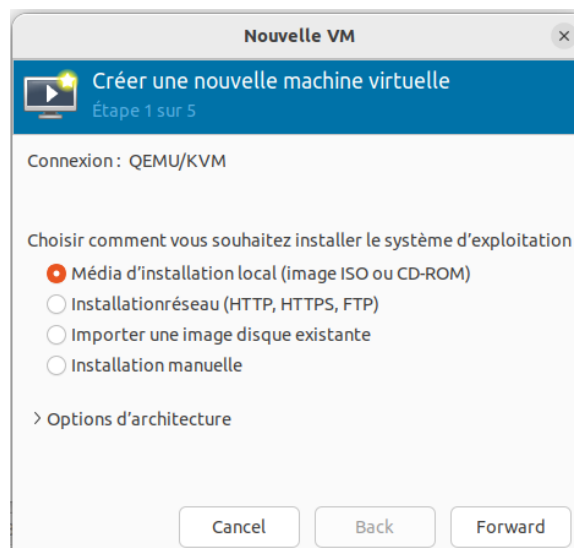 Nouvelle VM
Créer une nouvelle machine virtuelle
Étape 1 sur 5
Connexion : QEMU/KVM
Choisir comment vous souhaitez installer le système d’exploitation
Média d’installation local (image ISO ou CD-ROM)
Installationréseau (HTTP, HTTPS, FTP)
Importer une image disque existante
Installation manuelle
Options d’architecture
Cancel Back Forward